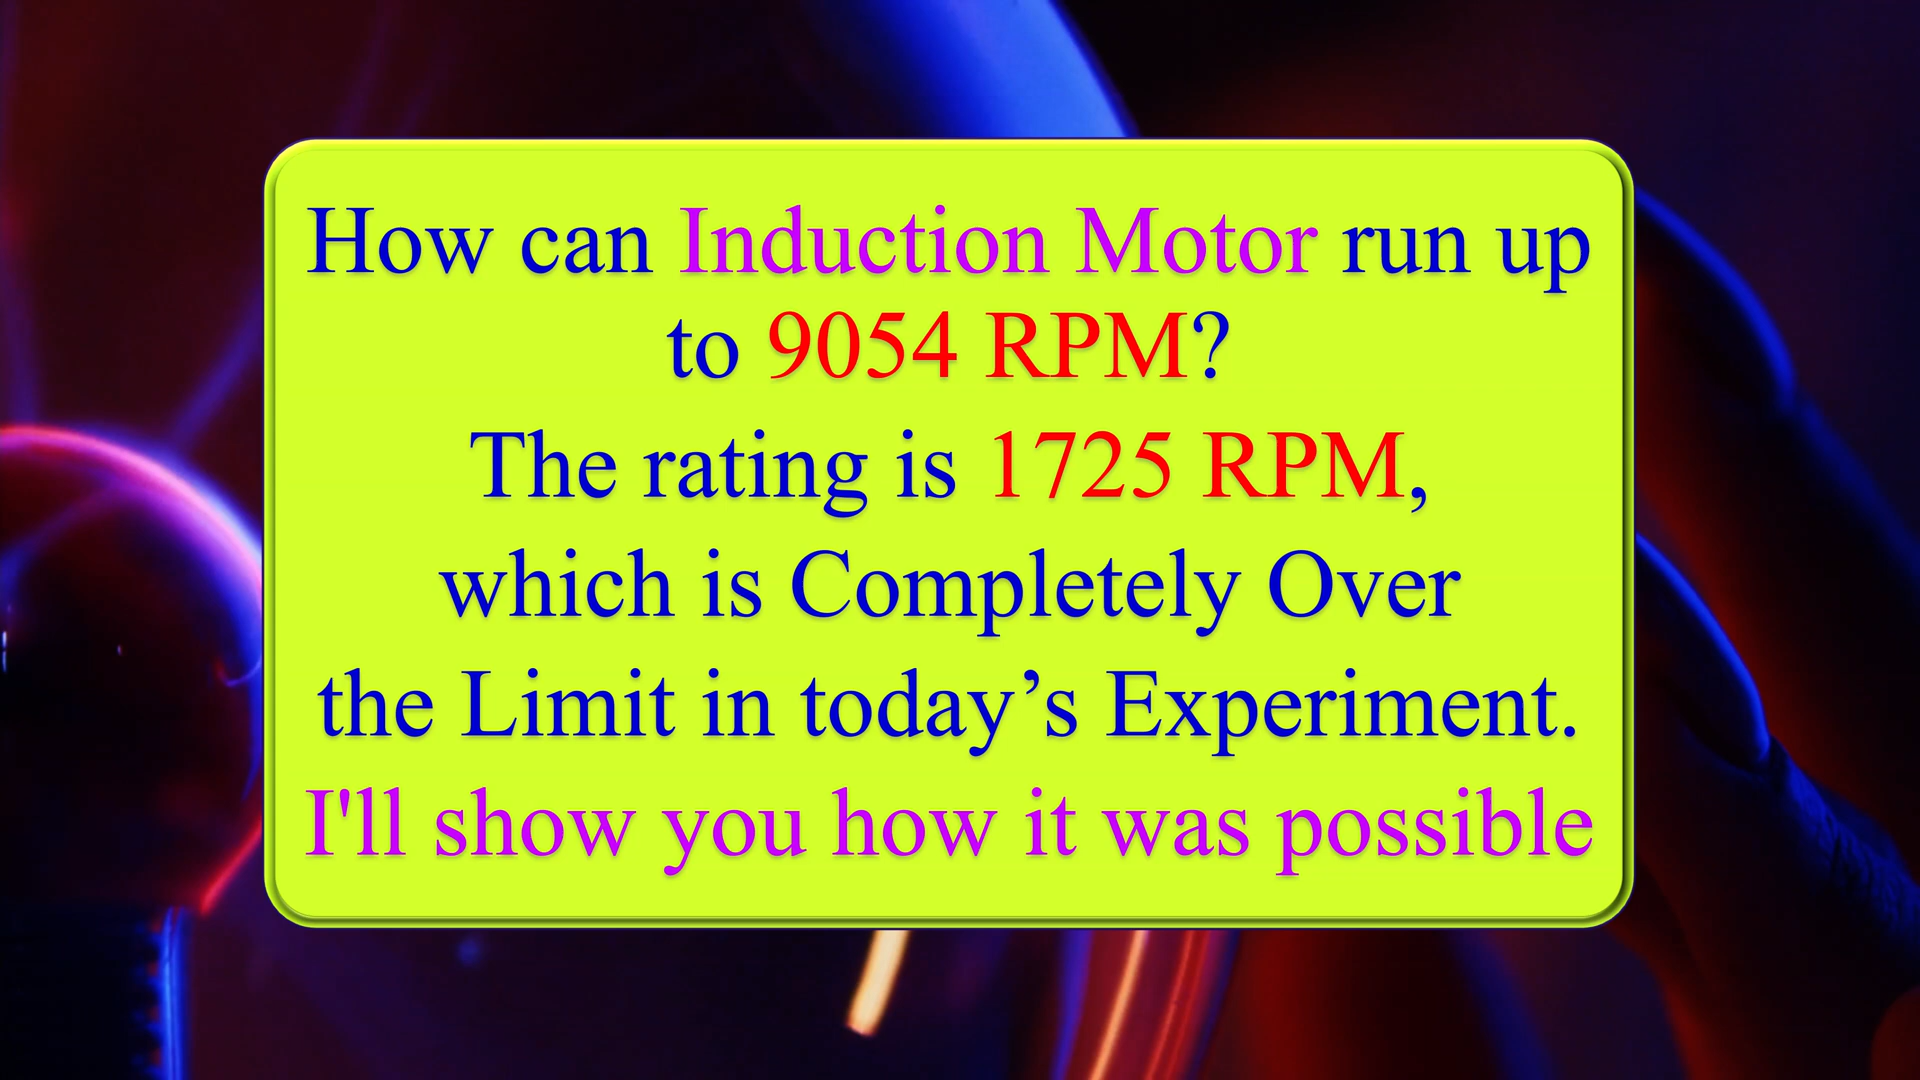 How can Induction Motor run up
to 9054 RPM?
The rating is 1725 RPM,
which is Completely Over
the Limit in today’s Experiment.
I'll show you how it was possible